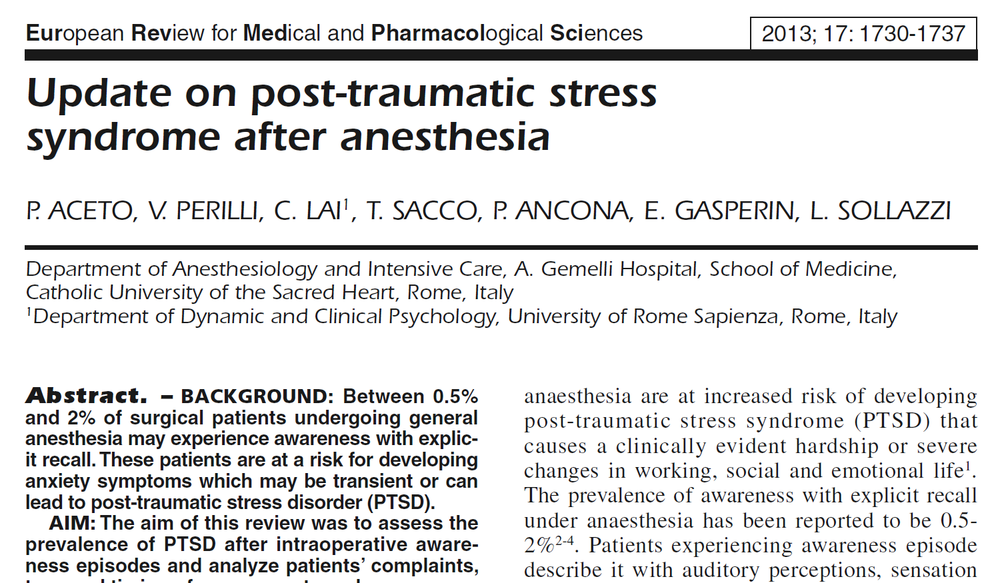 European Review for Medical and Pharmacological Sciences
2013; 17: 1730-1737
Update on post-traumatic stress
syndrome after anesthesia
P. ACETO, V. PERILLI, C. LAI¹, T. SACCO, P. ANCONA, E. GASPERIN, L. SOLLAZZI
Department of Anesthesiology and Intensive Care, A. Gemelli Hospital, School of Medicine,
Catholic University of the Sacred Heart, Rome, Italy
¹Department of Dynamic and Clinical Psychology, University of Rome Sapienza, Rome, Italy
Abstract. – BACKGROUND: Between 0.5%
and 2% of surgical patients undergoing general
anesthesia may experience awareness with explic-
it recall. These patients are at a risk for developing
anxiety symptoms which may be transient or can
lead to post-traumatic stress disorder (PTSD).
AIM: The aim of this review was to assess the
prevalence of PTSD after intraoperative aware-
ness episodes and analyze patients’ complaints,
anaesthesia are at increased risk of developing
post-traumatic stress syndrome (PTSD) that
causes a clinically evident hardship or severe
changes in working, social and emotional life¹.
The prevalence of awareness with explicit recall
under anaesthesia has been reported to be 0.5-
2%²⁻⁴. Patients experiencing awareness episode
describe it with auditory perceptions, sensation